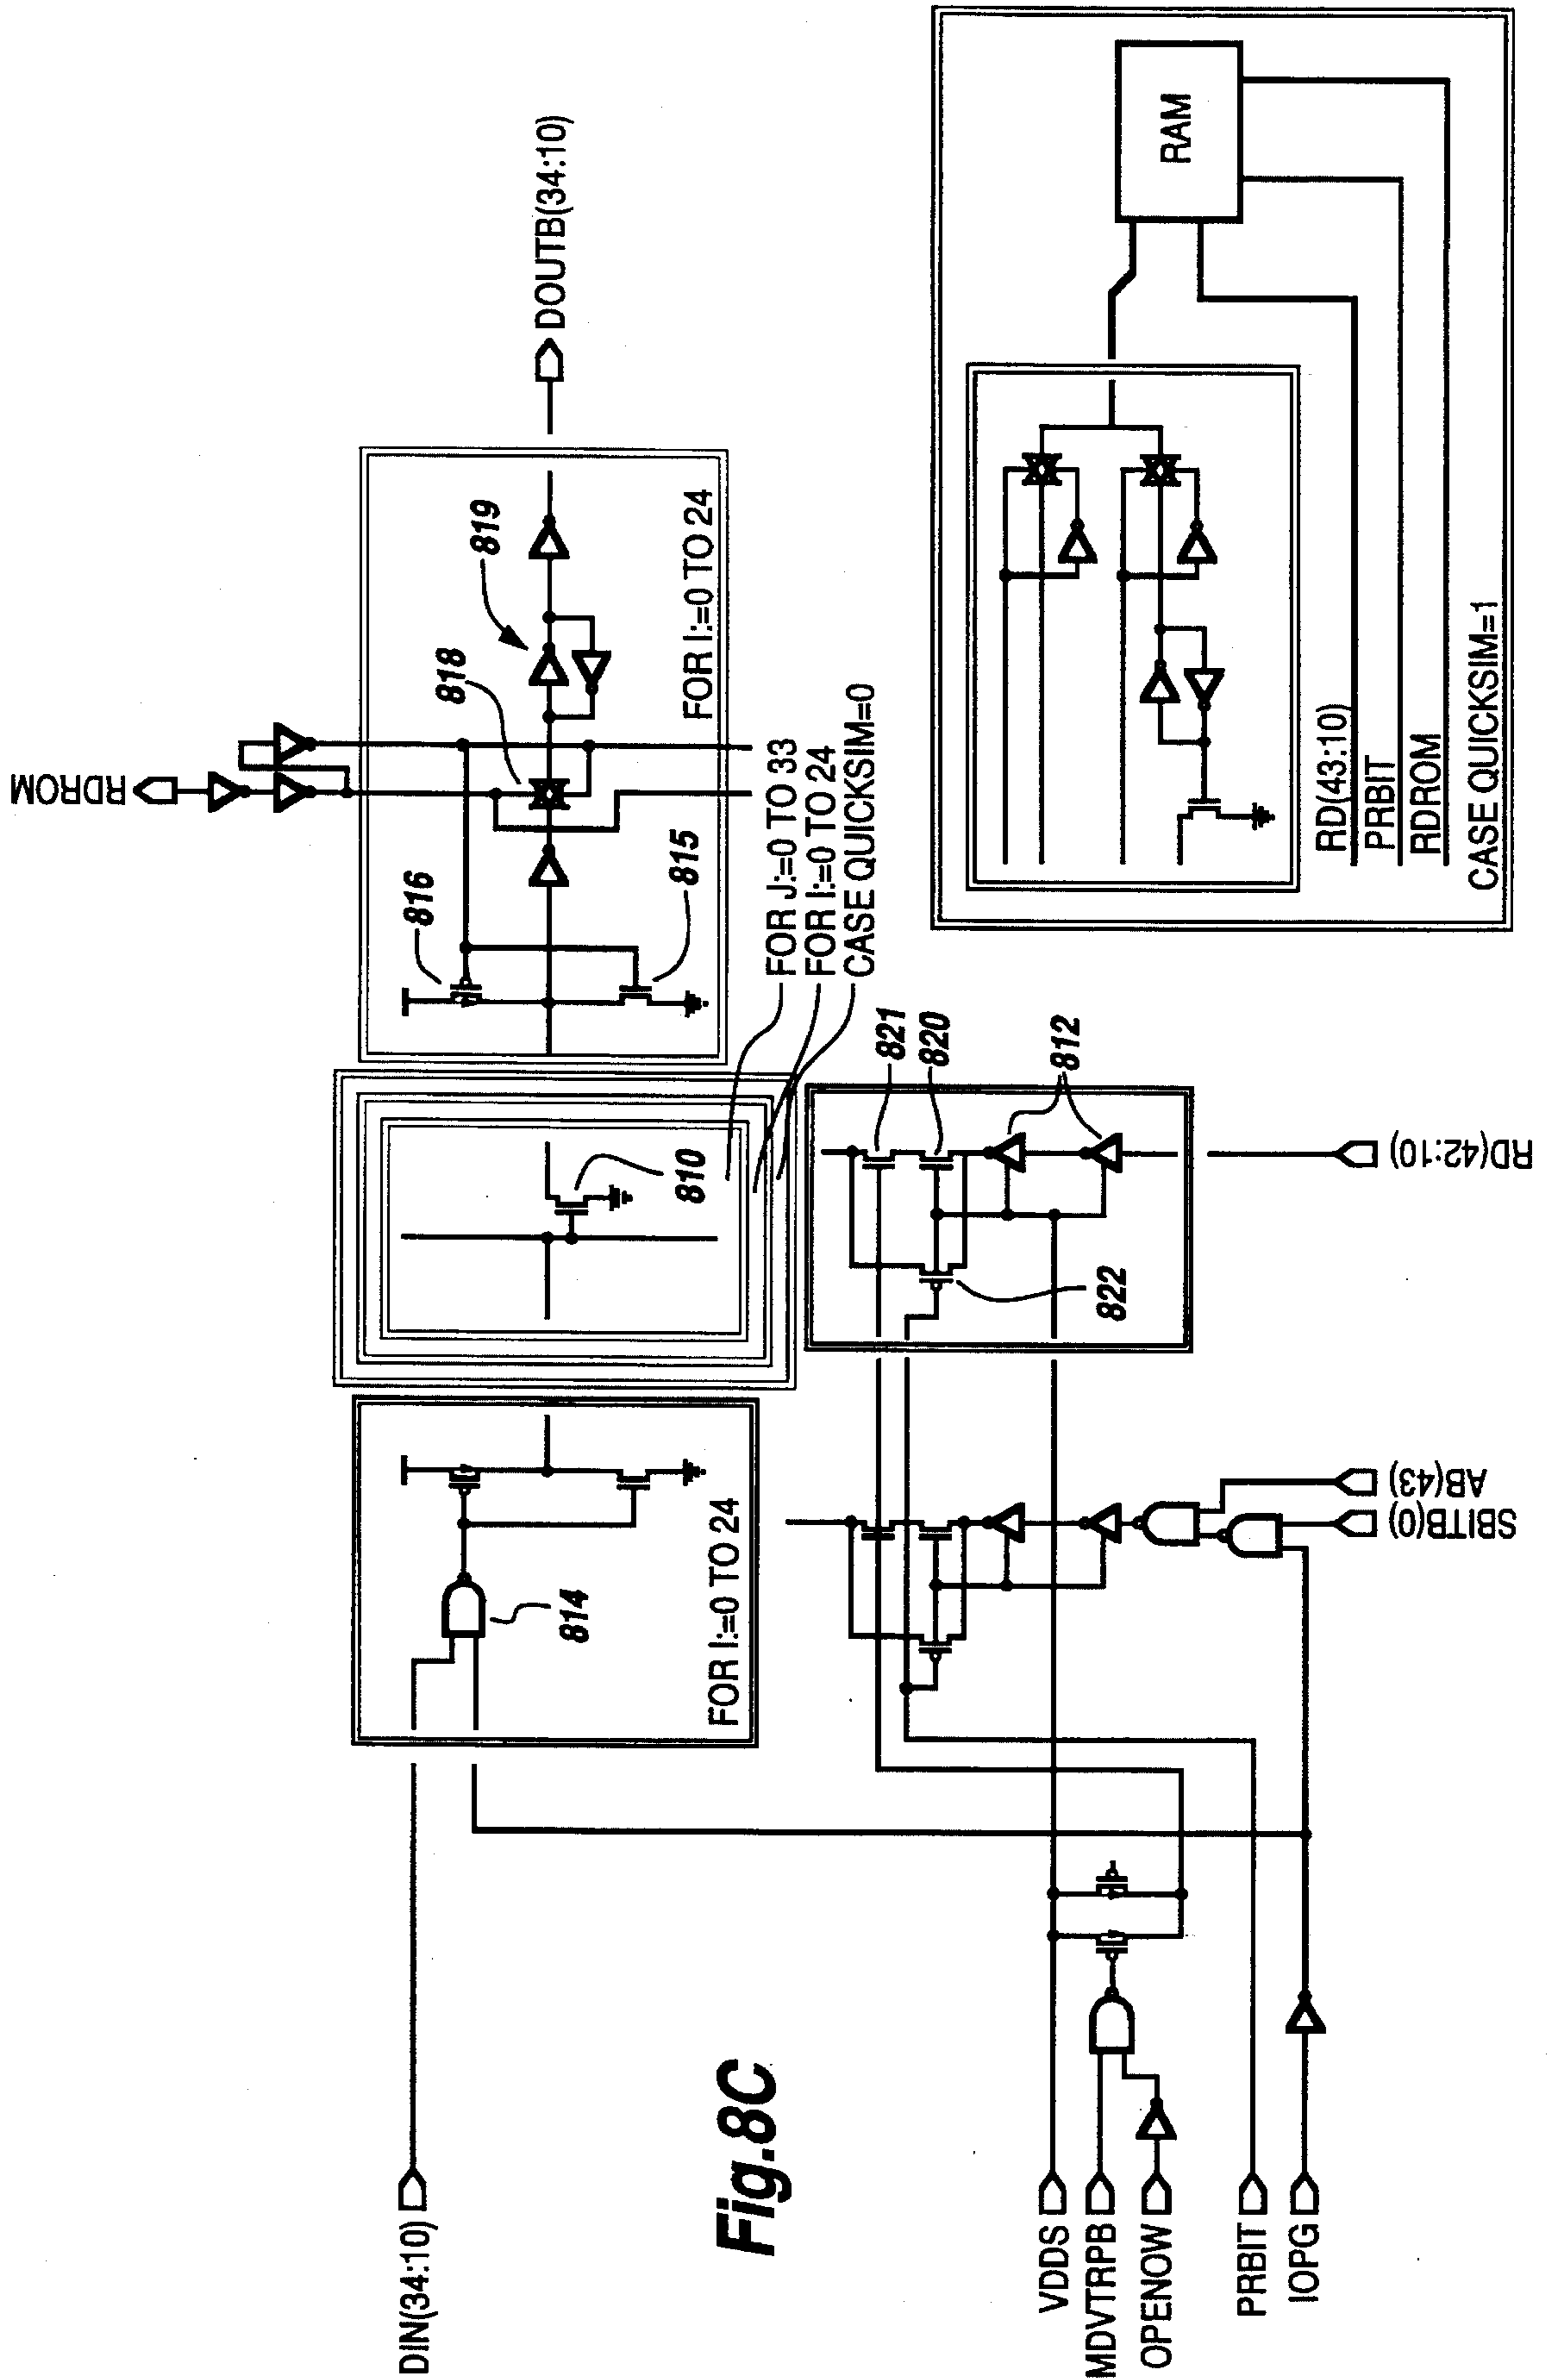 RDROM
DOUTB(34:10)
816
818
819
815
FOR I:=0 TO 24
810
FOR J:=0 TO 33
FOR I:=0 TO 24
CASE QUICKSIM=0
814
FOR I:=0 TO 24
DIN(34:10)
Fig.8C
821
820
812
822
RD(42:10)
AB(43)
SBITB(0)
VDDS
MDVTRPB
OPENOW
PRBIT
IOPG
RAM
RD(43:10)
PRBIT
RDROM
CASE QUICKSIM=1